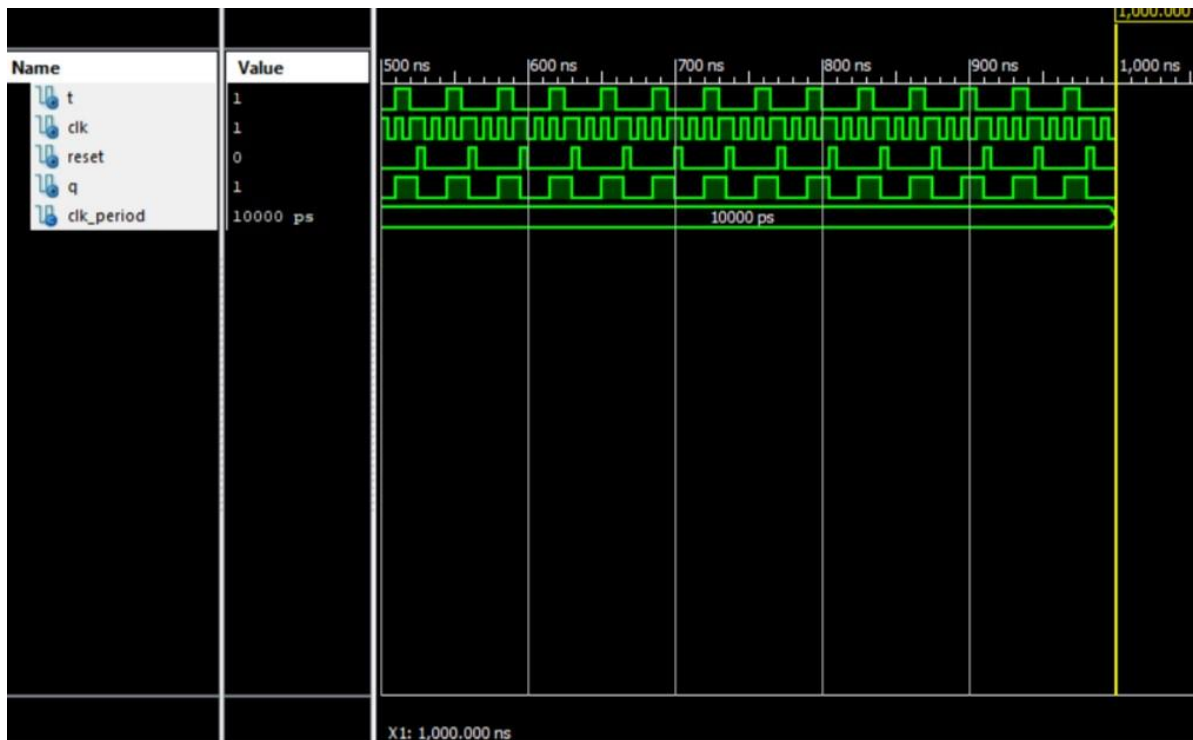 1,000.000
Name Value 500 ns 600 ns 700 ns 800 ns 900 ns 1,000 ns
t 1
clk 1
reset 0
q 1
clk_period 10000 ps 10000 ps
X1: 1,000.000 ns